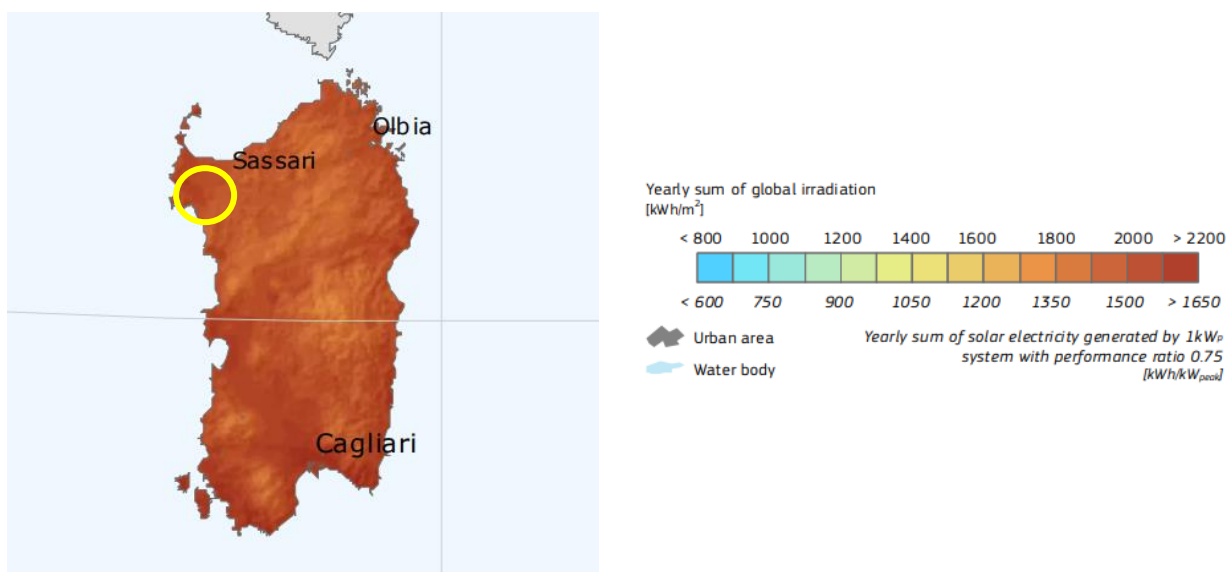 Olbia
Sassari
Cagliari
Yearly sum of global irradiation
[kWh/m²]
< 800 1000 1200 1400 1600 1800 2000 > 2200
< 600 750 900 1050 1200 1350 1500 > 1650
Urban area
Water body
Yearly sum of solar electricity generated by 1kWp
system with performance ratio 0.75
[kWh/kWpeak]